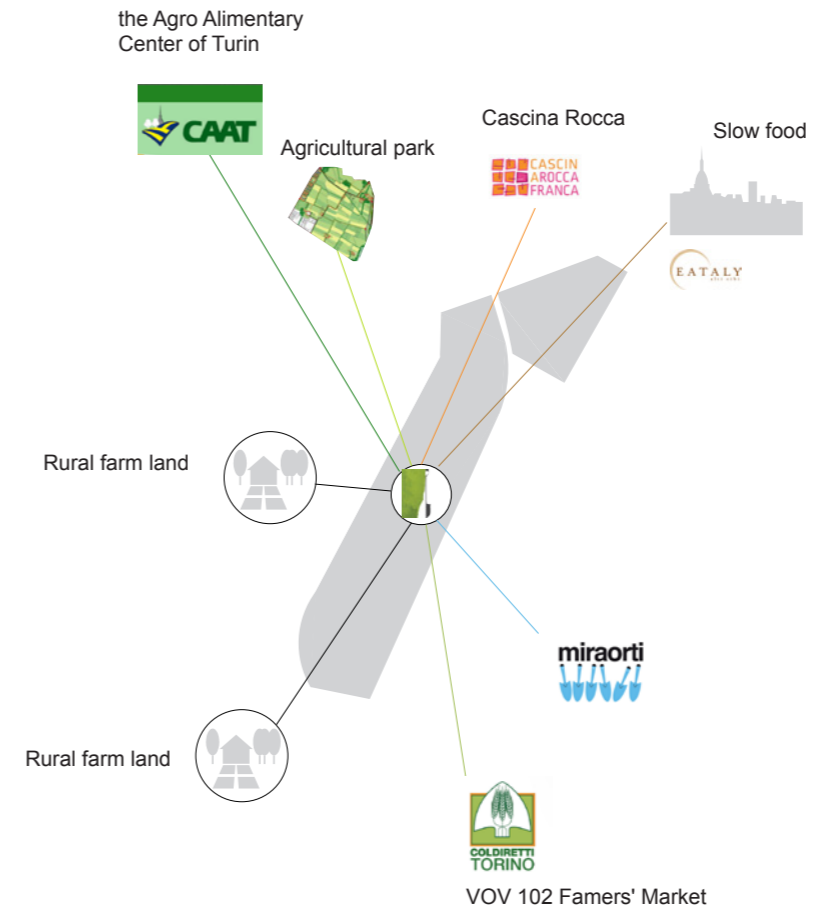 the Agro Alimentary
Center of Turin
CAAT
Agricultural park
Cascina Rocca
CASCIN
AROCCA
FRANCA
Slow food
EATALY
Rural farm land
miraorti
Rural farm land
COLDIRETTI
TORINO
VOV 102 Famers' Market